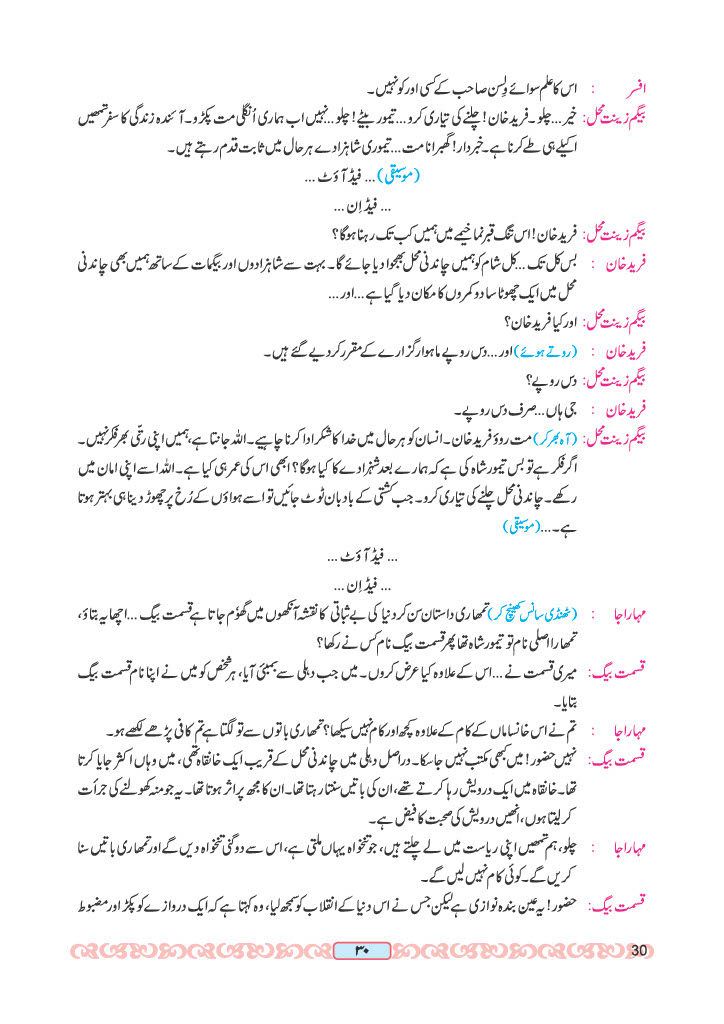 افسر : اس کا علم سوائے ولسن صاحب کے کسی اور کو نہیں۔
بیگم زینت محل: خیر... چلو۔ فرید خان! چلنے کی تیاری کرو... تیمور بیٹے! چلو... نہیں اب ہماری اُنگلی مت پکڑو۔ آئندہ زندگی کا سفر تمھیں
اکیلے ہی طے کرنا ہے۔ خبردار! گھبرانا مت... تیموری شاہزادے ہر حال میں ثابت قدم رہتے ہیں۔
(موسیقی) ... فیڈ آؤٹ ...
... فیڈ اِن ...
بیگم زینت محل: فرید خان! اس تنگ قبر نما خیمے میں ہمیں کب تک رہنا ہوگا؟
فرید خان : بس کل تک... کل شام کو ہمیں چاندنی محل بھجوا دیا جائے گا۔ بہت سے شاہزادوں اور بیگمات کے ساتھ ہمیں بھی چاندنی
محل میں ایک چھوٹا سا دو کمروں کا مکان دیا گیا ہے... اور...
بیگم زینت محل: اور کیا فرید خان؟
فرید خان : (روتے ہوئے) اور... دس روپے ماہوار گزارے کے مقرر کر دیے گئے ہیں۔
بیگم زینت محل: دس روپے؟
فرید خان : جی ہاں... صرف دس روپے۔
بیگم زینت محل: (آہ بھر کر) مت روؤ فرید خان۔ انسان کو ہر حال میں خدا کا شکر ادا کرنا چاہیے۔ اللہ جانتا ہے، ہمیں اپنی رتّی بھر فکر نہیں۔
اگر فکر ہے تو بس تیمور شاہ کی ہے کہ ہمارے بعد شہزادے کا کیا ہوگا؟ ابھی اس کی عمر ہی کیا ہے۔ اللہ اسے اپنی امان میں
رکھے۔ چاندنی محل چلنے کی تیاری کرو۔ جب کشتی کے بادبان ٹوٹ جائیں تو اسے ہواؤں کے رُخ پر چھوڑ دینا ہی بہتر ہوتا
ہے۔... (موسیقی)
... فیڈ آؤٹ ...
... فیڈ اِن ...
مہاراجا : (ٹھنڈی سانس کھینچ کر) تمھاری داستان سن کر دنیا کی بے ثباتی کا نقشہ آنکھوں میں گھوم جاتا ہے قسمت بیگ... اچھا یہ بتاؤ،
تمھارا اصلی نام تو تیمور شاہ تھا پھر قسمت بیگ نام کس نے رکھا؟
قسمت بیگ: میری قسمت نے... اس کے علاوہ کیا عرض کروں۔ میں جب دہلی سے بمبئی آیا، ہر شخص کو میں نے اپنا نام قسمت بیگ
بتایا۔
مہاراجا : تم نے اس خانساماں کے کام کے علاوہ کچھ اور کام نہیں سیکھا؟ تمھاری باتوں سے تو لگتا ہے تم کافی پڑھے لکھے ہو۔
قسمت بیگ: نہیں حضور! میں کبھی مکتب نہیں جا سکا۔ دراصل دہلی میں چاندنی محل کے قریب ایک خانقاہ تھی، میں وہاں اکثر جایا کرتا
تھا۔ خانقاہ میں ایک درویش رہا کرتے تھے، ان کی باتیں سنتا رہتا تھا۔ ان کا مجھ پر اثر ہوتا تھا۔ یہ جو منہ کھولنے کی جرأت
کر لیتا ہوں، انھیں درویش کی صحبت کا فیض ہے۔
مہاراجا : چلو، ہم تمھیں اپنی ریاست میں لے چلتے ہیں، جو تنخواہ یہاں ملتی ہے، اس سے دوگنی تنخواہ دیں گے اور تمھاری باتیں سنا
کریں گے۔ کوئی کام نہیں لیں گے۔
قسمت بیگ: حضور! یہ عین بندہ نوازی ہے لیکن جس نے اس دنیا کے انقلاب کو سمجھ لیا، وہ کہتا ہے کہ ایک دروازے کو پکڑ اور مضبوط
۳۰
30